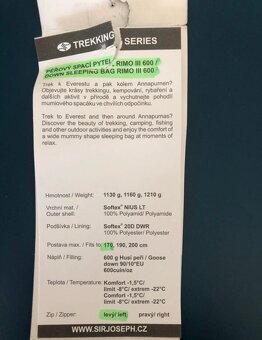 TREKKING SERIES
PÉŘOVÝ SPACÍ PYTEL RIMO III 600 /
DOWN SLEEPING BAG RIMO III 600 /
Trek k Everestu a pak kolem Annapuren?
Objevujte krásy trekkingu, kempování, rybaření a
dalších aktivit v přírodě a vychutnejte pohodlí
mumiového spacáku ve chvílích odpočinku.
Trek to Everest and then around Annapurnas?
Discover the beauty of trekking, camping, fishing
and other outdoor activities and enjoy the comfort of
a wide mummy shape sleeping bag at moments of
rest.
Hmotnost / Weight: 1130 g, 1160 g, 1210 g
Vrchní mat. / Softex® NIUS LT
Outer shell: 100% Polyamid/ Polyamide
Podšívka / Lining: Softex® 20D DWR
100% Polyester/ Polyester
Postava max. / Fits to: 170, 190, 200 cm
Náplň / Filling: 600 g Husí peří / Goose
down 90/10*EU
600cuin/oz
Teplota / Temperature: Komfort -1,5°C/
limit -8°C/ extrem -22°C
Comfort -1,5°C/
limit -8°C/ extrem -22°C
Zip / Zipper: levý/ left pravý/ right
WWW.SIRJOSEPH.CZ